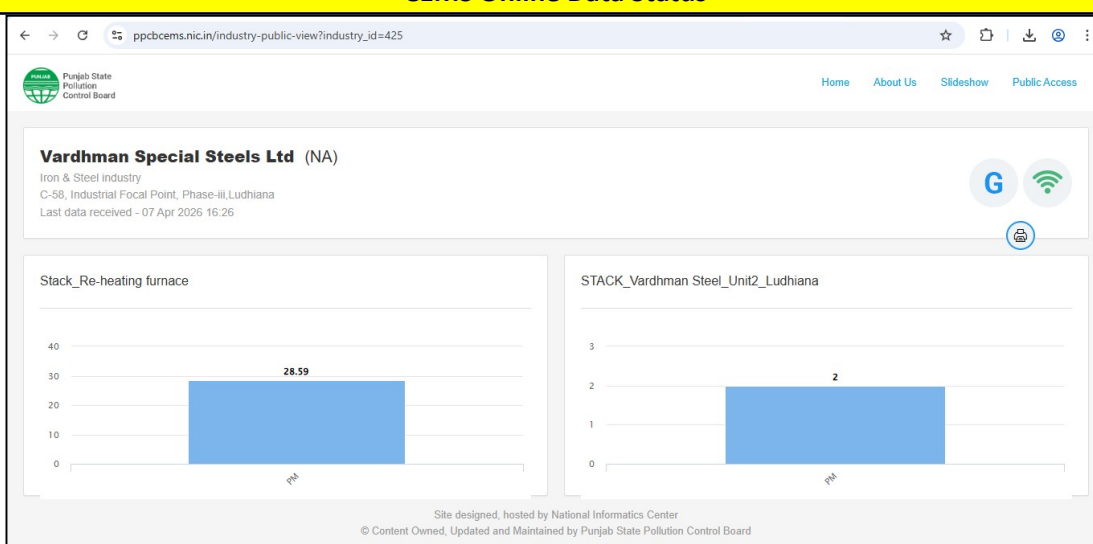 ppcbcems.nic.in/industry-public-view?industry_id=425
PUNJAB
Punjab State
Pollution
Control Board
Home About Us Slideshow Public Access
Vardhman Special Steels Ltd (NA)
Iron & Steel industry
C-58, Industrial Focal Point, Phase-iii,Ludhiana
Last data received - 07 Apr 2026 16:26
G
Stack_Re-heating furnace
40
30
20
10
0
28.59
PM
STACK_Vardhman Steel_Unit2_Ludhiana
3
2
1
0
2
PM
Site designed, hosted by National Informatics Center
© Content Owned, Updated and Maintained by Punjab State Pollution Control Board